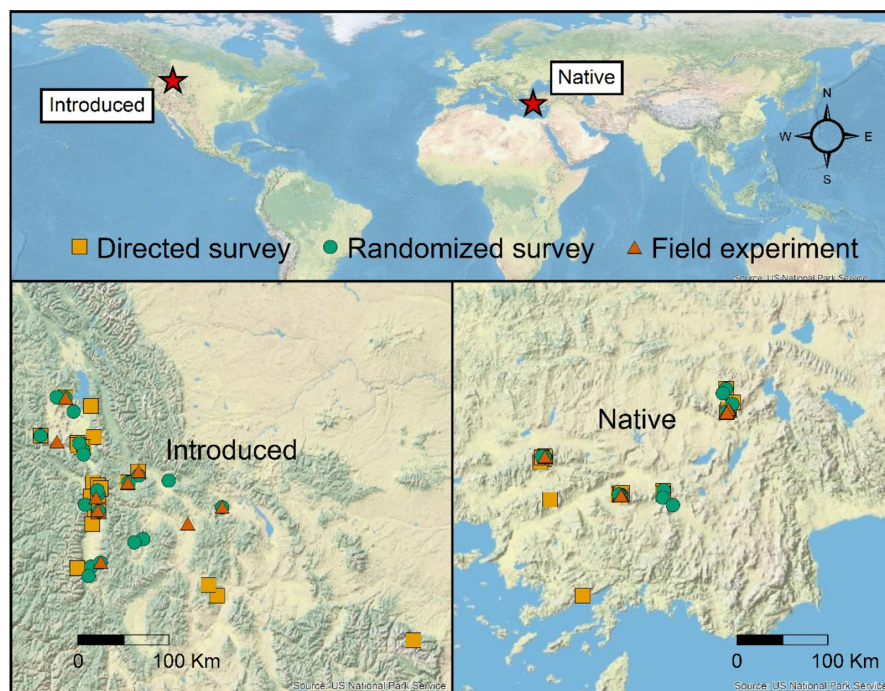 Introduced
Native
N
W E
S
Directed survey Randomized survey Field experiment
Source: US National Park Service
Introduced
0 100 Km
Source: US National Park Service
Native
0 100 Km
Source: US National Park Service